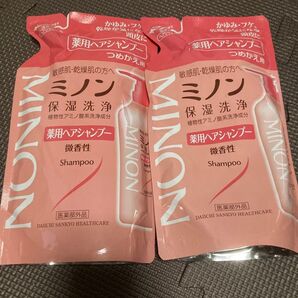 かゆみ・フケ、
薬用ヘアシャンプー
つめかえ用
敏感肌・乾燥肌の方へ
ミノン
保湿洗浄
植物性アミノ酸系洗浄成分
薬用ヘアシャンプー
微香性
Shampoo
MINON
医薬部外品
DAIICHI SANKYO HEALTHCARE
かゆみ・フケ、
薬用ヘアシャンプー
つめかえ用
敏感肌・乾燥肌の方へ
ミノン
保湿洗浄
植物性アミノ酸系洗浄成分
薬用ヘアシャンプー
微香性
Shampoo
MINON
医薬部外品
DAIICHI SANKYO HEALTHCARE